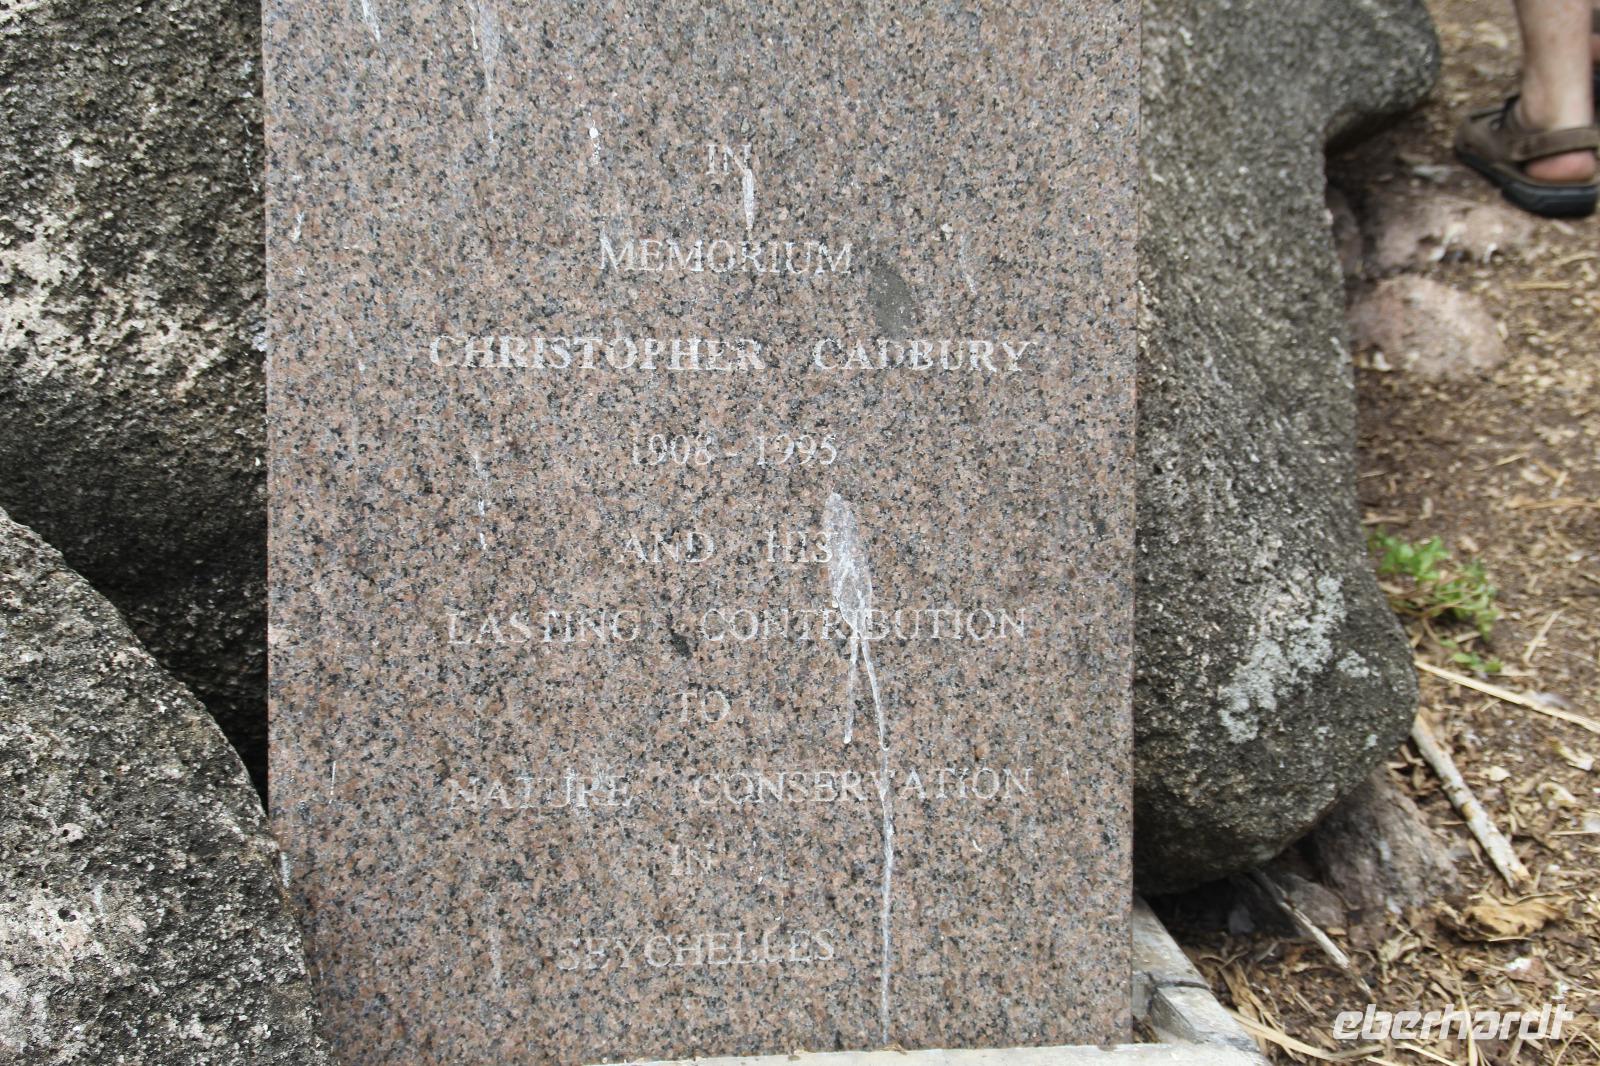 IN
MEMORIUM
CHRISTOPHER CADBURY
1908 - 1995
AND HIS
LASTING CONTRIBUTION
TO
NATURE CONSERVATION
IN
SEYCHELLES
eberhardt